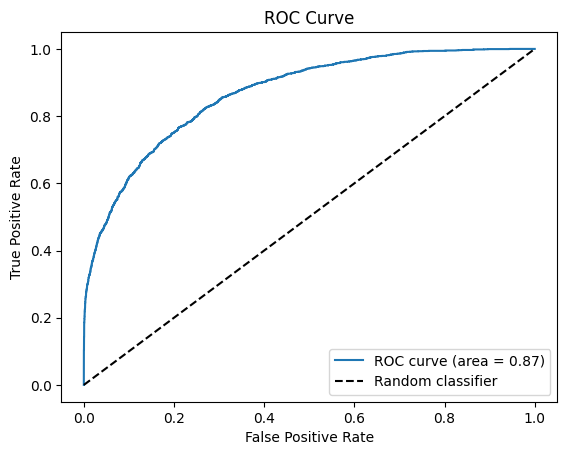 ROC Curve
1.0
0.8
0.6
0.4
0.2
0.0
True Positive Rate
0.0 0.2 0.4 0.6 0.8 1.0
False Positive Rate
ROC curve (area = 0.87)
Random classifier